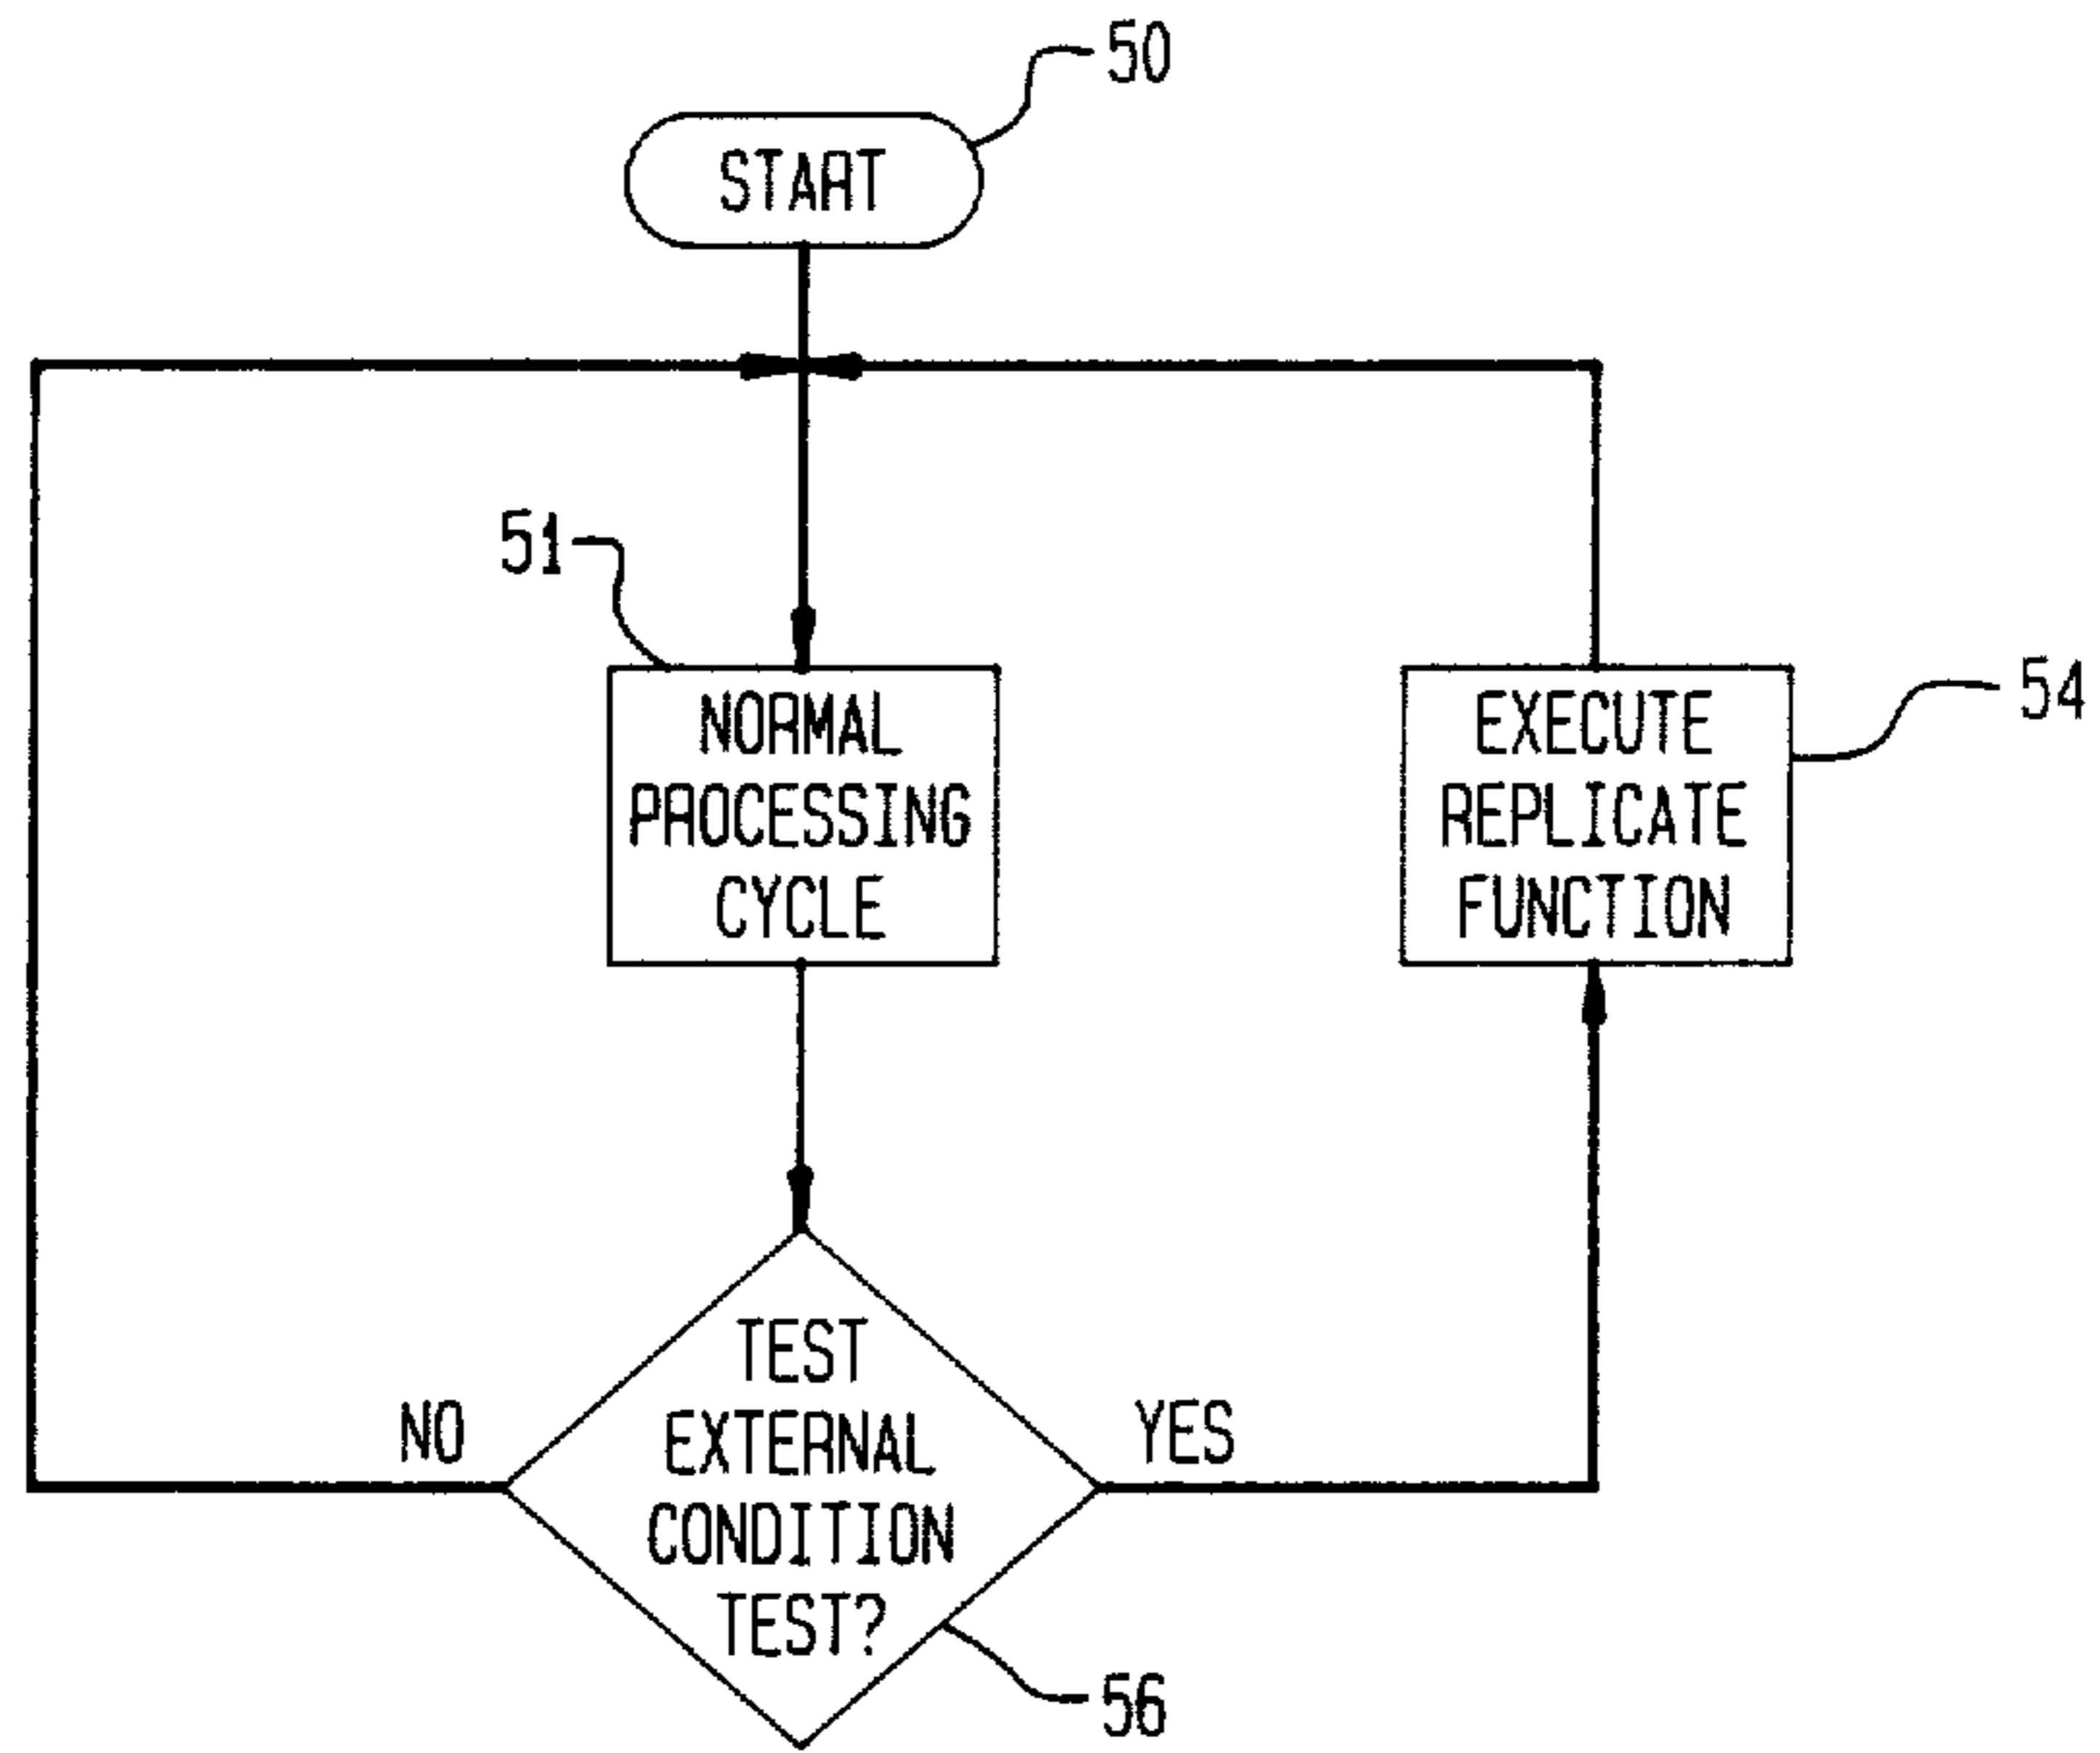 50
START
51
NORMAL
PROCESSING
CYCLE
EXECUTE
REPLICATE
FUNCTION
54
NO
TEST
EXTERNAL
CONDITION
TEST?
YES
56